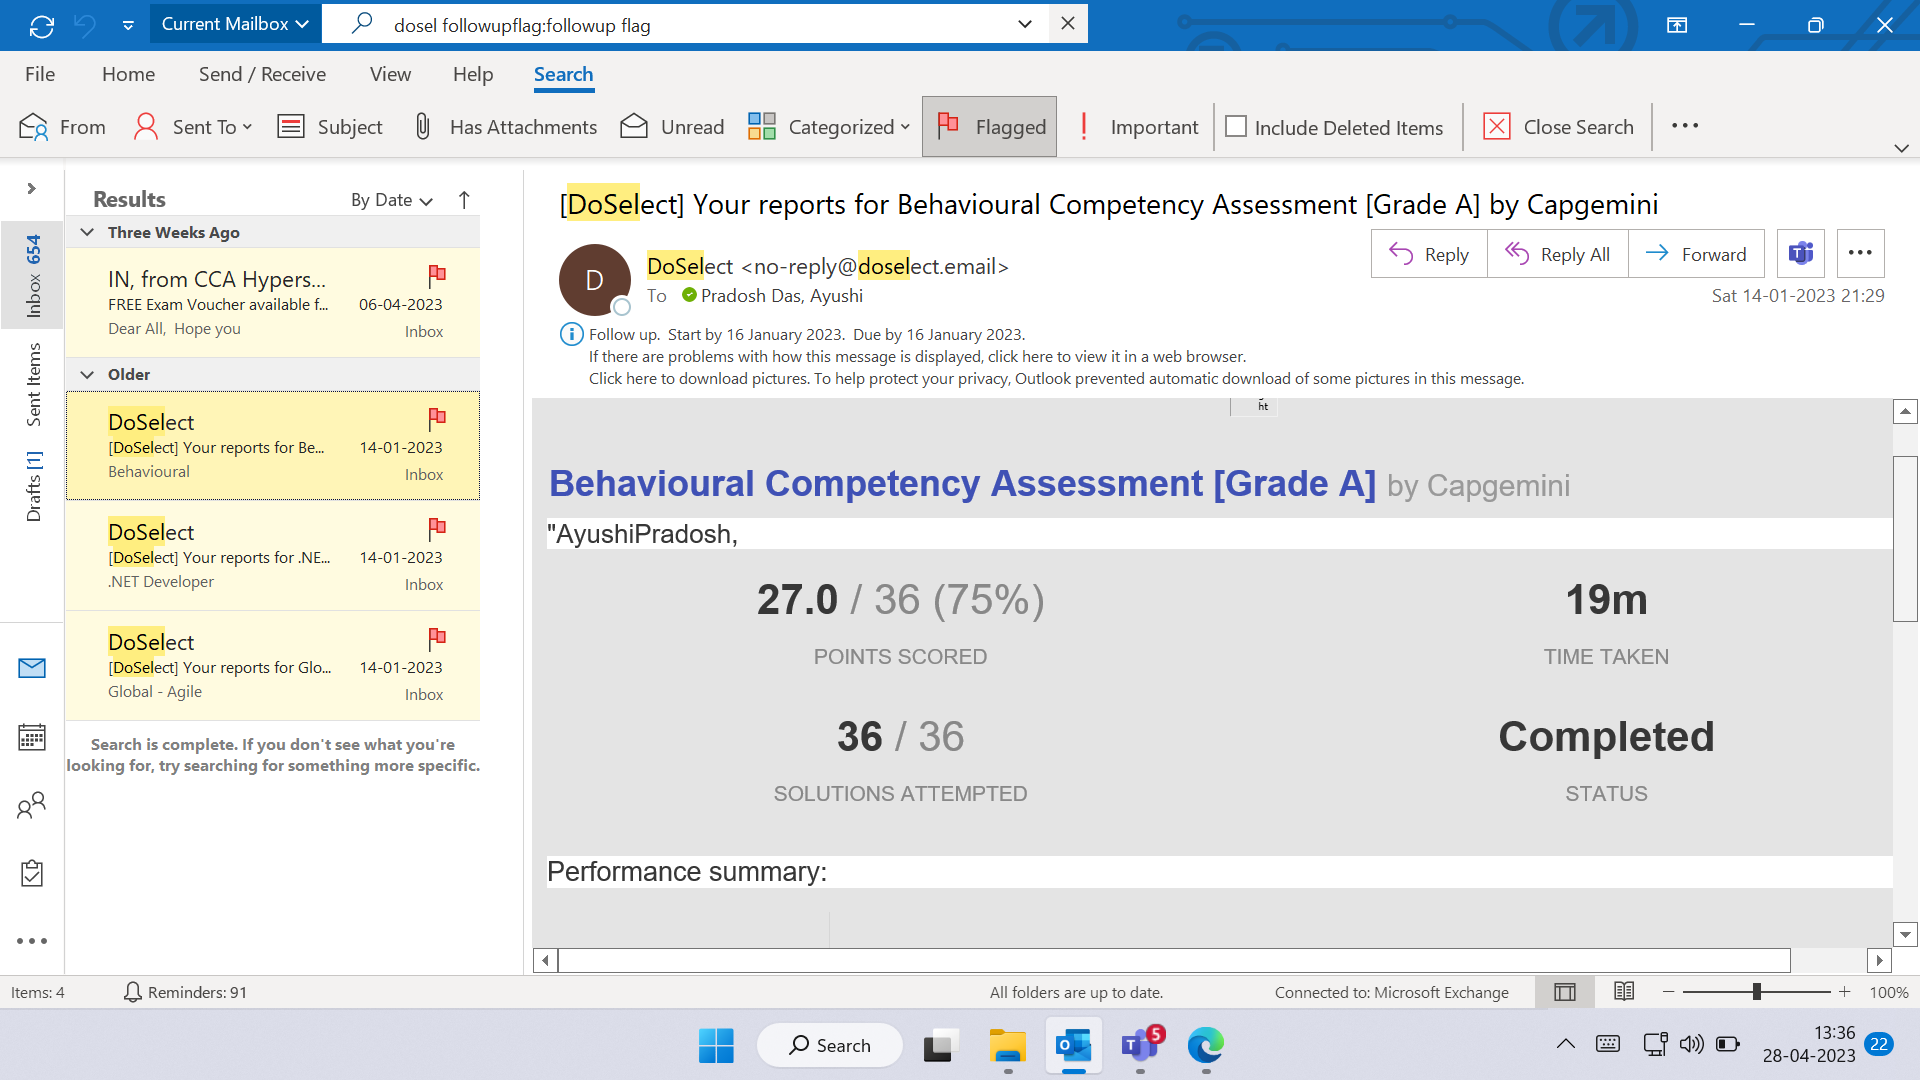 Current Mailbox
dosel followupflag:followup flag
File Home Send / Receive View Help Search
From Sent To Subject Has Attachments Unread Categorized Flagged Important Include Deleted Items Close Search
Results By Date
Three Weeks Ago
IN, from CCA Hypers...
FREE Exam Voucher available f... 06-04-2023
Dear All, Hope you Inbox
Older
DoSelect
[DoSelect] Your reports for Be... 14-01-2023
Behavioural Inbox
DoSelect
[DoSelect] Your reports for .NE... 14-01-2023
.NET Developer Inbox
DoSelect
[DoSelect] Your reports for Glo... 14-01-2023
Global - Agile Inbox
Search is complete. If you don't see what you're
looking for, try searching for something more specific.
Inbox 654
Sent Items
Drafts [1]
[DoSelect] Your reports for Behavioural Competency Assessment [Grade A] by Capgemini
D
DoSelect <no-reply@doselect.email>
To Pradosh Das, Ayushi
Reply Reply All Forward
Sat 14-01-2023 21:29
Follow up. Start by 16 January 2023. Due by 16 January 2023.
If there are problems with how this message is displayed, click here to view it in a web browser.
Click here to download pictures. To help protect your privacy, Outlook prevented automatic download of some pictures in this message.
ht
Behavioural Competency Assessment [Grade A] by Capgemini
"AyushiPradosh,
27.0 / 36 (75%) 19m
POINTS SCORED TIME TAKEN
36 / 36 Completed
SOLUTIONS ATTEMPTED STATUS
Performance summary:
Items: 4 Reminders: 91 All folders are up to date. Connected to: Microsoft Exchange 100%
Search
5
13:36
28-04-2023
22